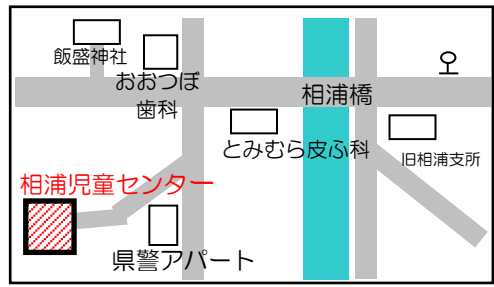 飯盛神社
おおつぼ
歯科
相浦橋
とみむら皮ふ科
旧相浦支所
相浦児童センター
県警アパート